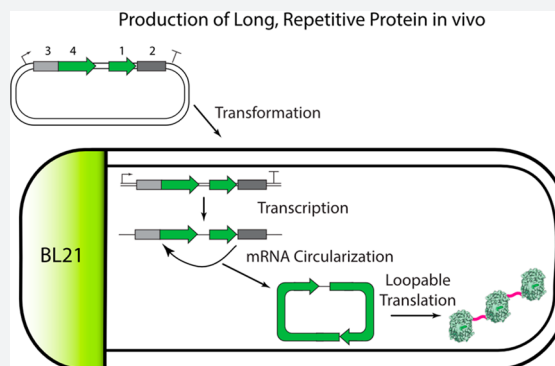 Production of Long, Repetitive Protein in vivo
3 4 1 2
Transformation
Transcription
BL21
mRNA Circularization
Loopable
Translation